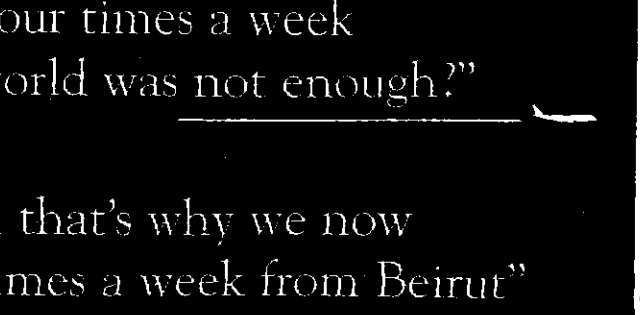 our times a week
orld was not enough?”
that's why we now
mes a week from Beirut”